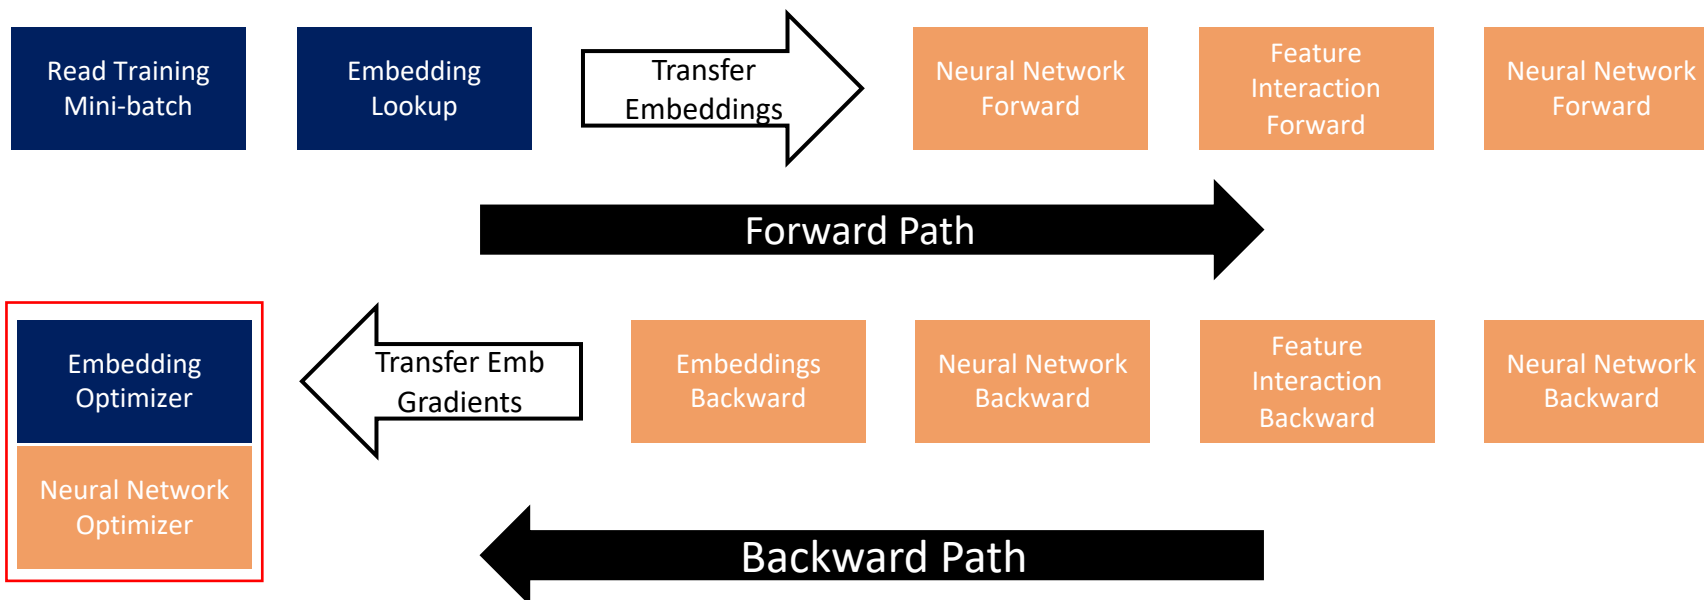 Read Training
Mini-batch
Embedding
Lookup
Transfer
Embeddings
Neural Network
Forward
Feature
Interaction
Forward
Neural Network
Forward
Forward Path
Embedding
Optimizer
Neural Network
Optimizer
Transfer Emb
Gradients
Embeddings
Backward
Neural Network
Backward
Feature
Interaction
Backward
Neural Network
Backward
Backward Path